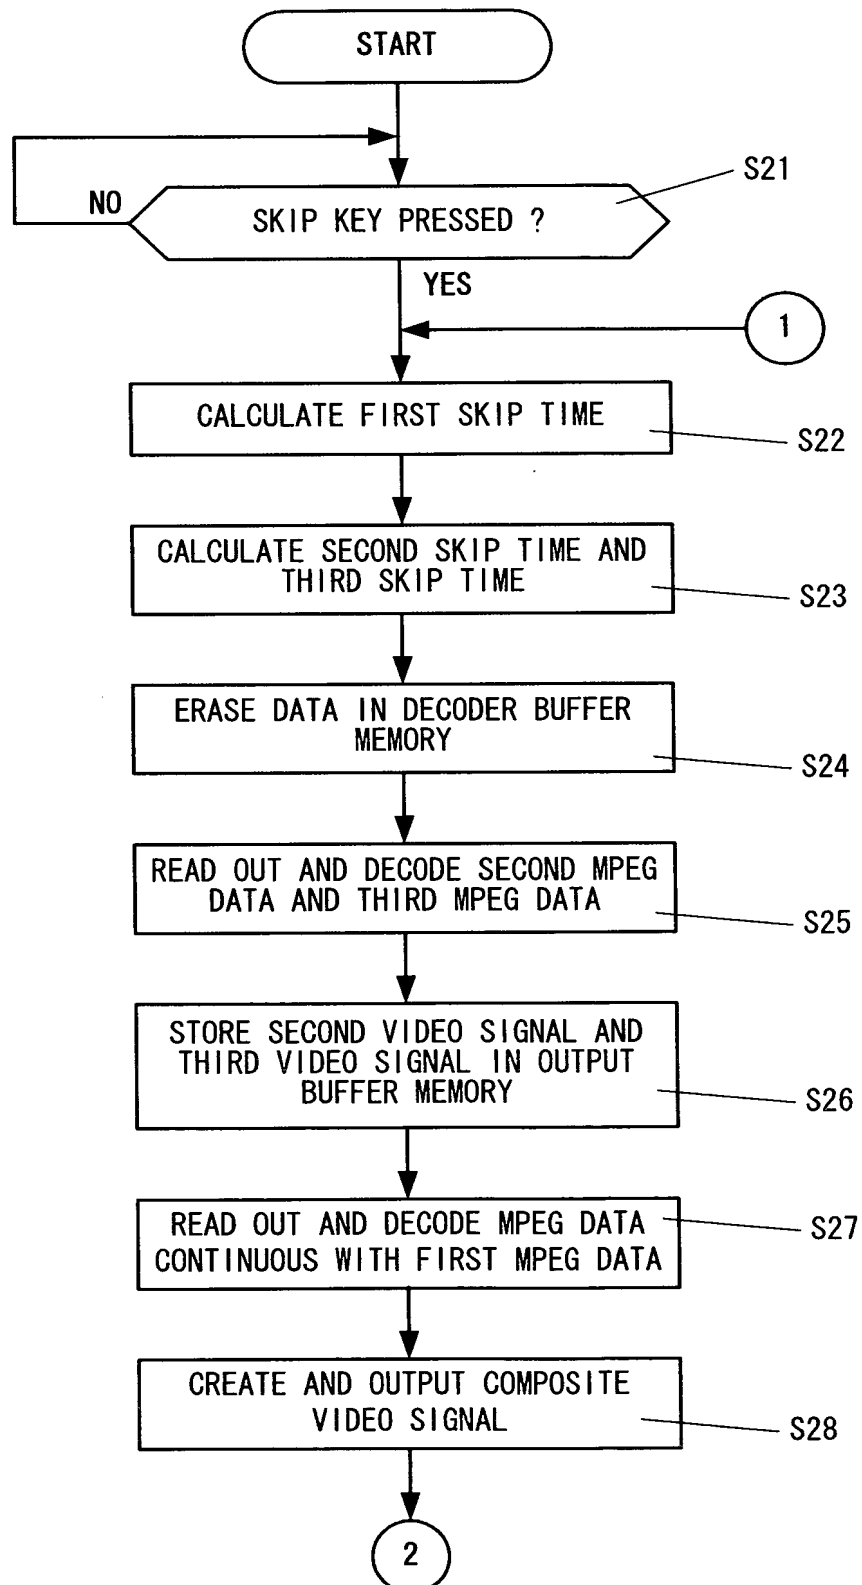 START
S21
NO
SKIP KEY PRESSED ?
YES
1
CALCULATE FIRST SKIP TIME
S22
CALCULATE SECOND SKIP TIME AND
THIRD SKIP TIME
S23
ERASE DATA IN DECODER BUFFER
MEMORY
S24
READ OUT AND DECODE SECOND MPEG
DATA AND THIRD MPEG DATA
S25
STORE SECOND VIDEO SIGNAL AND
THIRD VIDEO SIGNAL IN OUTPUT
BUFFER MEMORY
S26
READ OUT AND DECODE MPEG DATA
CONTINUOUS WITH FIRST MPEG DATA
S27
CREATE AND OUTPUT COMPOSITE
VIDEO SIGNAL
S28
2